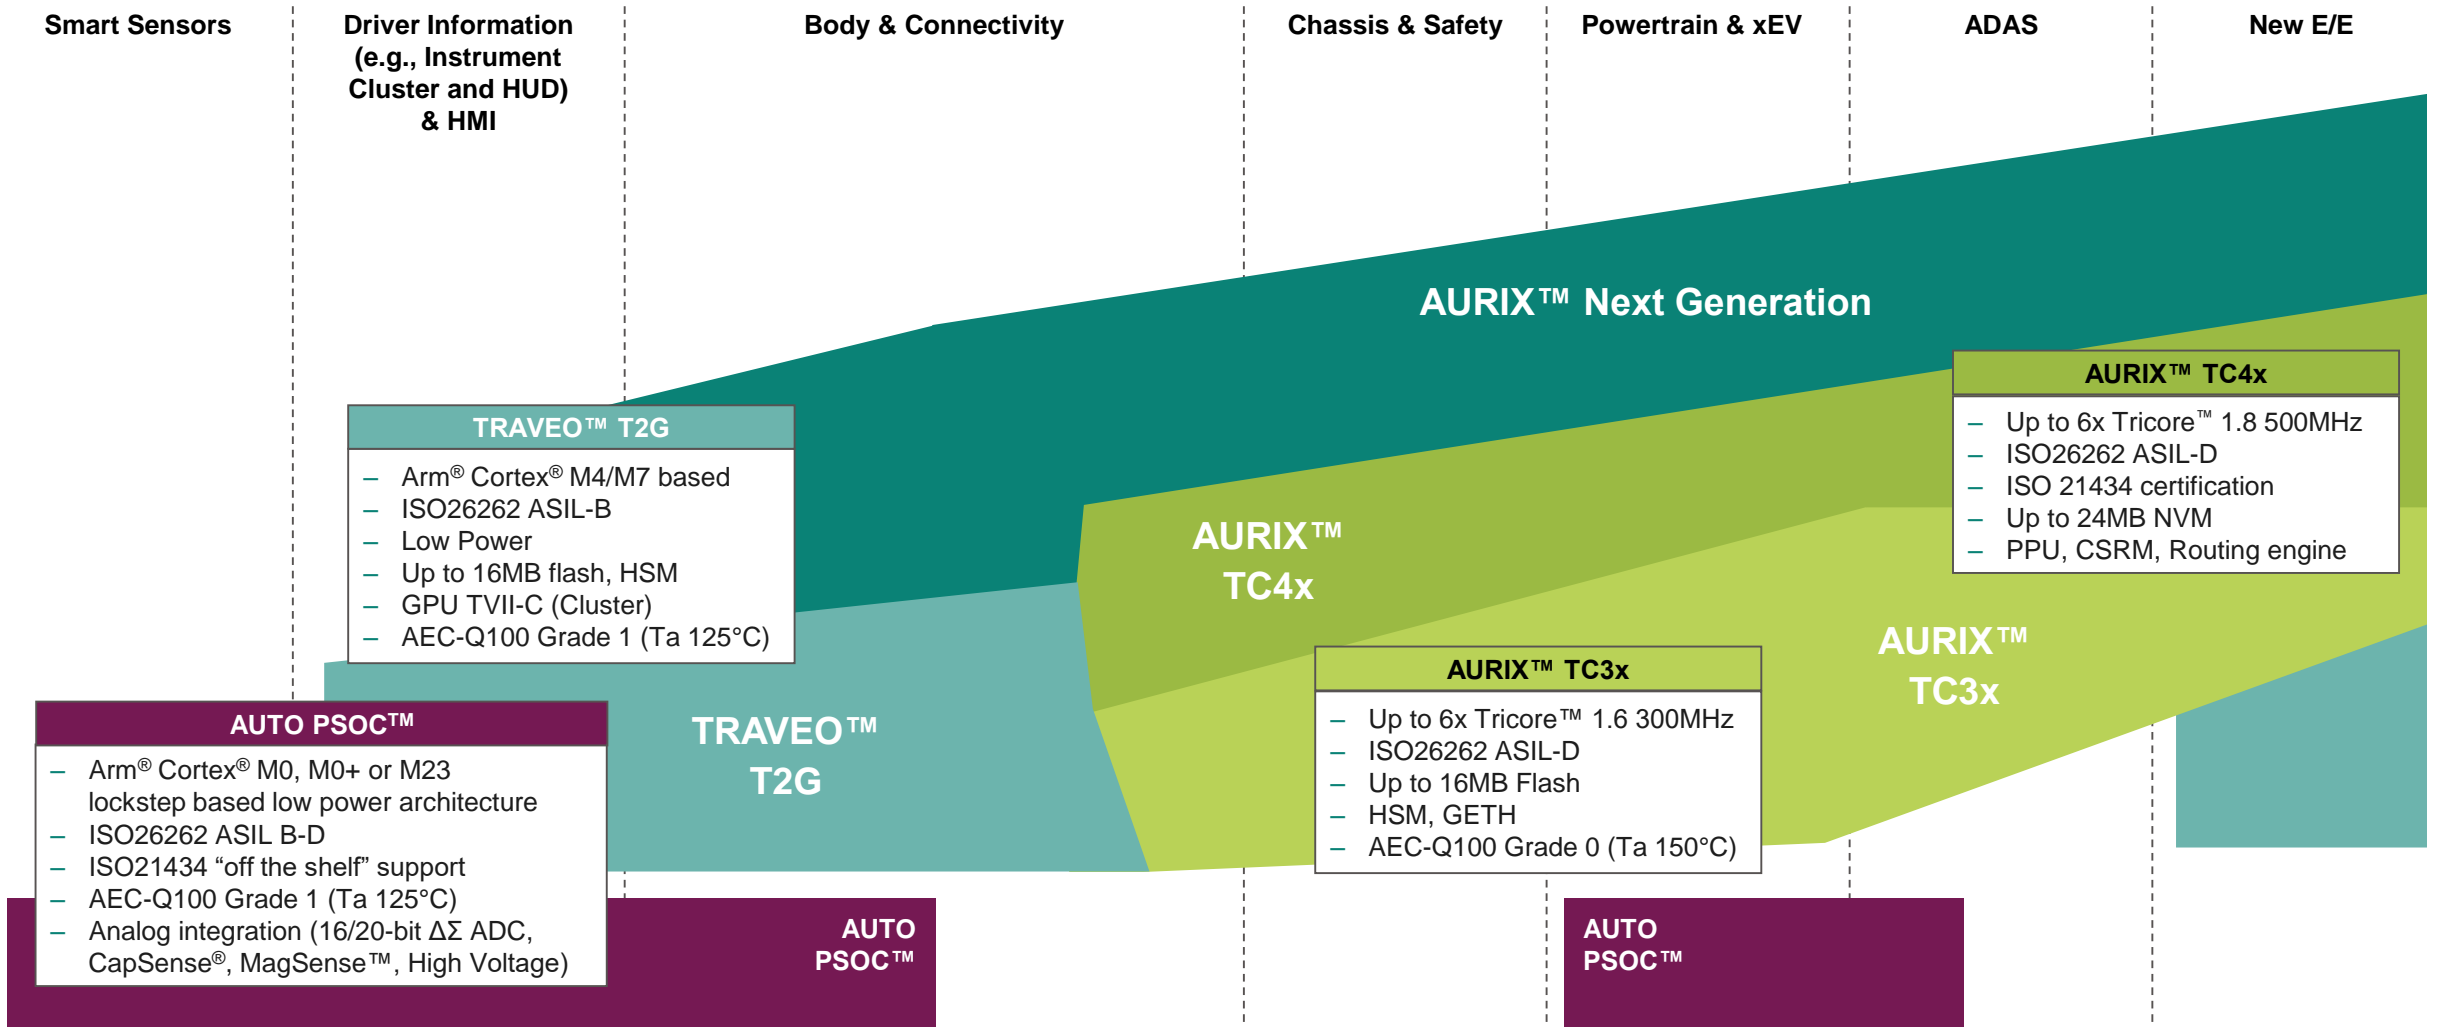 Smart Sensors
Driver Information
(e.g., Instrument
Cluster and HUD)
& HMI
Body & Connectivity
Chassis & Safety
Powertrain & xEV
ADAS
New E/E
AURIX™ Next Generation
TRAVEO™ T2G
– Arm® Cortex® M4/M7 based
– ISO26262 ASIL-B
– Low Power
– Up to 16MB flash, HSM
– GPU TVII-C (Cluster)
– AEC-Q100 Grade 1 (Ta 125°C)
AURIX™ TC4x
– Up to 6x Tricore™ 1.8 500MHz
– ISO26262 ASIL-D
– ISO 21434 certification
– Up to 24MB NVM
– PPU, CSRM, Routing engine
AURIX™
TC4x
AURIX™
TC3x
AURIX™ TC3x
– Up to 6x Tricore™ 1.6 300MHz
– ISO26262 ASIL-D
– Up to 16MB Flash
– HSM, GETH
– AEC-Q100 Grade 0 (Ta 150°C)
TRAVEO™
T2G
AUTO PSOC™
– Arm® Cortex® M0, M0+ or M23
lockstep based low power architecture
– ISO26262 ASIL B-D
– ISO21434 “off the shelf” support
– AEC-Q100 Grade 1 (Ta 125°C)
– Analog integration (16/20-bit ΔΣ ADC,
CapSense®, MagSense™, High Voltage)
AUTO
PSOC™
AUTO
PSOC™